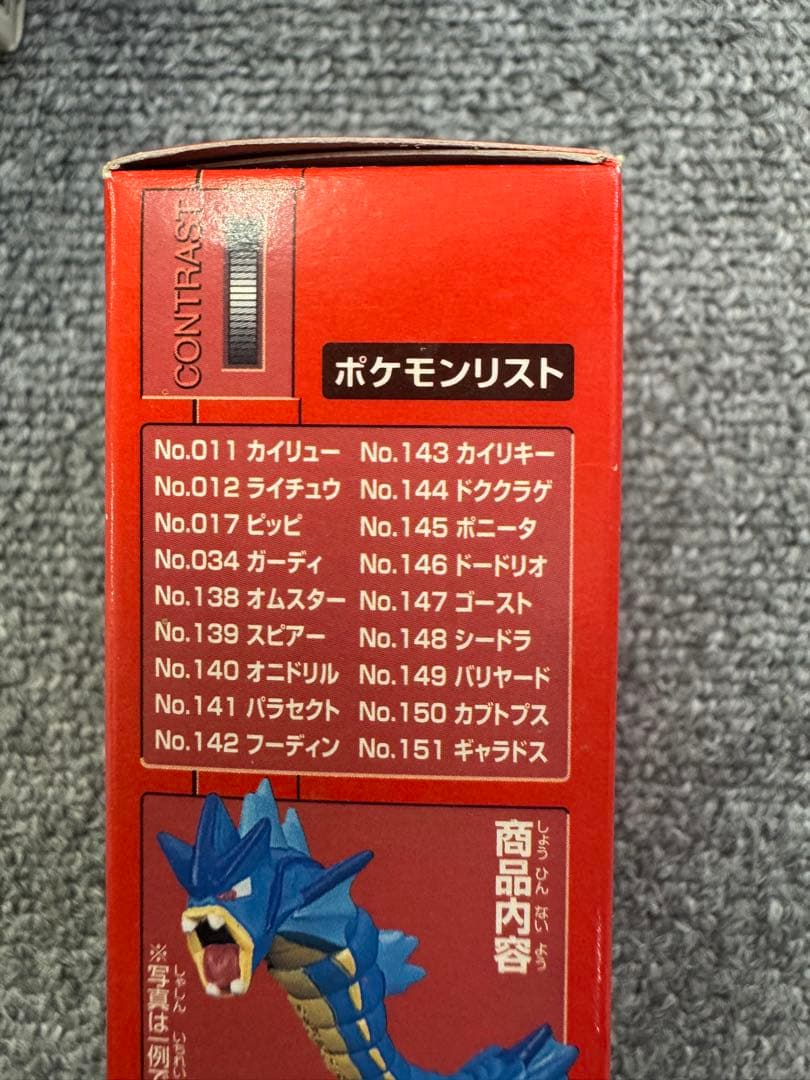 CONTRAST
ポケモンリスト
No.011 カイリュー
No.012 ライチュウ
No.017 ピッピ
No.034 ガーディ
No.138 オムスター
No.139 スピアー
No.140 オニドリル
No.141 パラセクト
No.142 フーディン
No.143 カイリキー
No.144 ドククラゲ
No.145 ポニータ
No.146 ドードリオ
No.147 ゴースト
No.148 シードラ
No.149 バリヤード
No.150 カブトプス
No.151 ギャラドス
しょう ひん ない よう
商品内容
しゃしん いちれい
※写真は一例で